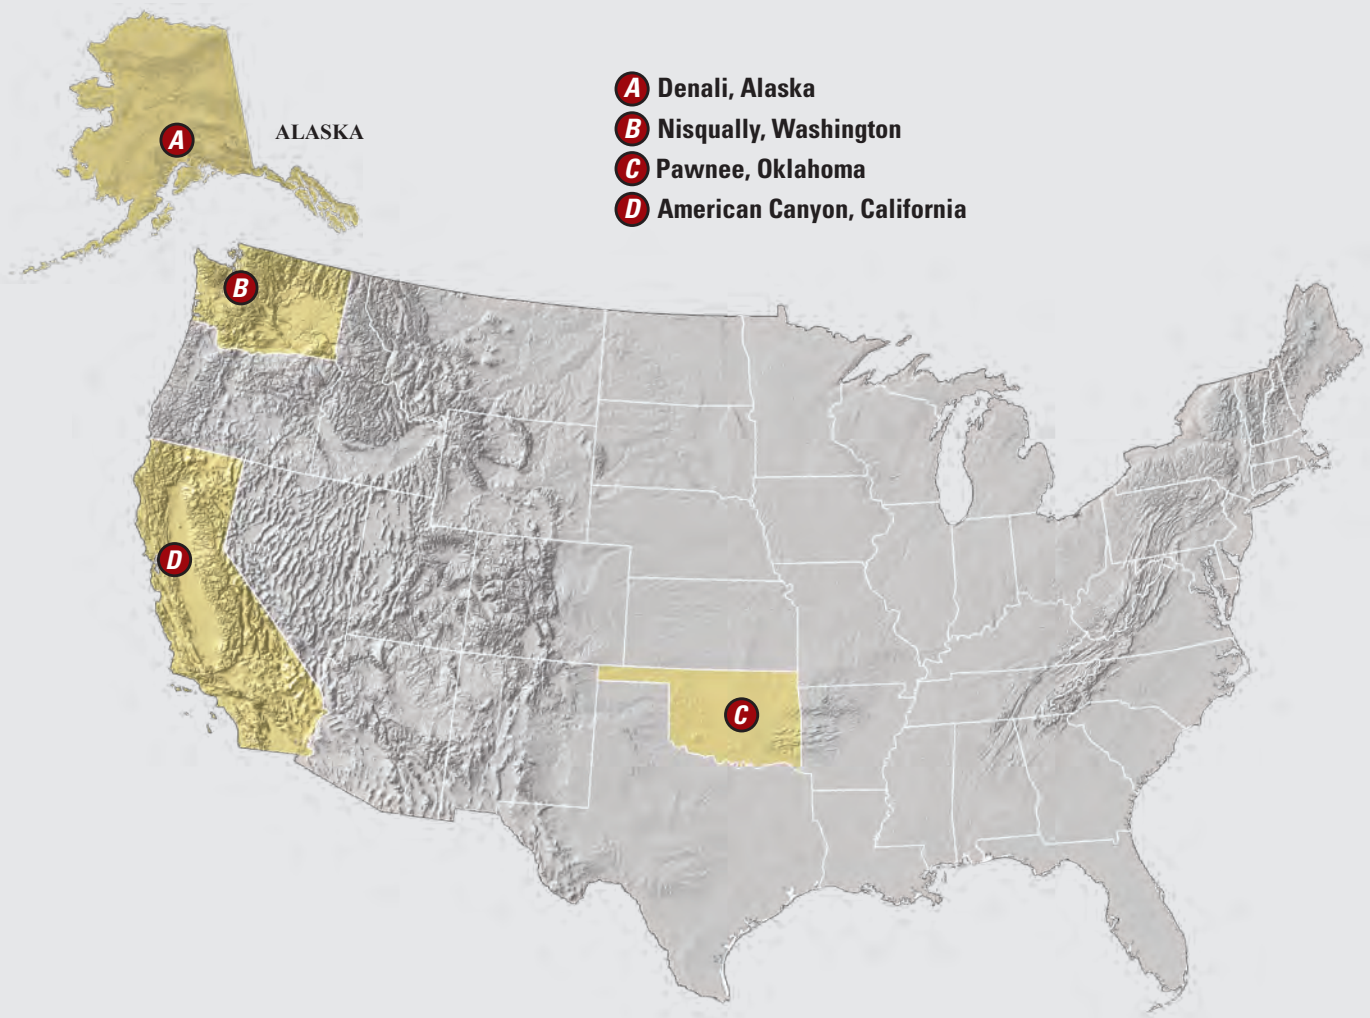 A Denali, Alaska
A ALASKA
B Nisqually, Washington
C Pawnee, Oklahoma
D American Canyon, California
B
D
C